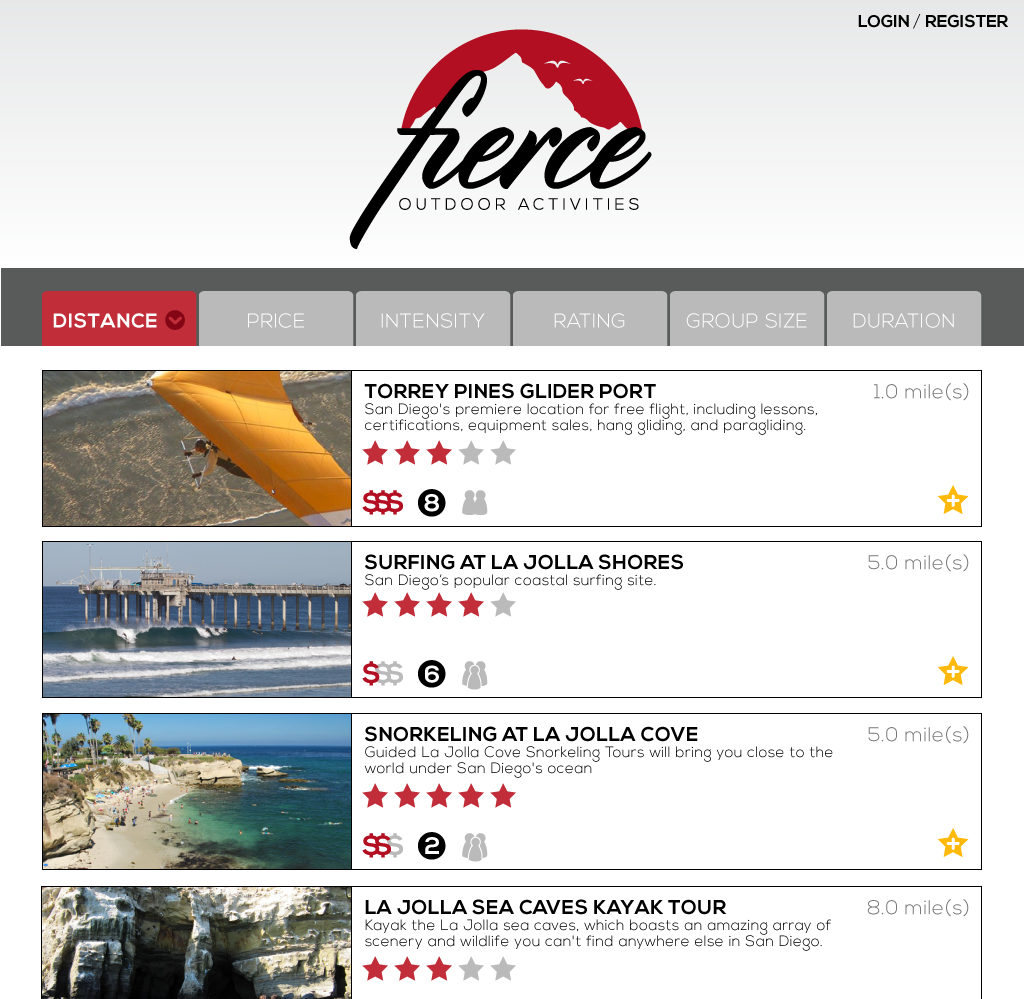 LOGIN / REGISTER
fierce
OUTDOOR ACTIVITIES
DISTANCE PRICE INTENSITY RATING GROUP SIZE DURATION
TORREY PINES GLIDER PORT 1.0 mile(s)
San Diego's premiere location for free flight, including lessons,
certifications, equipment sales, hang gliding, and paragliding.
$$$ 8
SURFING AT LA JOLLA SHORES 5.0 mile(s)
San Diego's popular coastal surfing site.
$$$ 6
SNORKELING AT LA JOLLA COVE 5.0 mile(s)
Guided La Jolla Cove Snorkeling Tours will bring you close to the
world under San Diego's ocean
$$$ 2
LA JOLLA SEA CAVES KAYAK TOUR 8.0 mile(s)
Kayak the La Jolla sea caves, which boasts an amazing array of
scenery and wildlife you can't find anywhere else in San Diego.